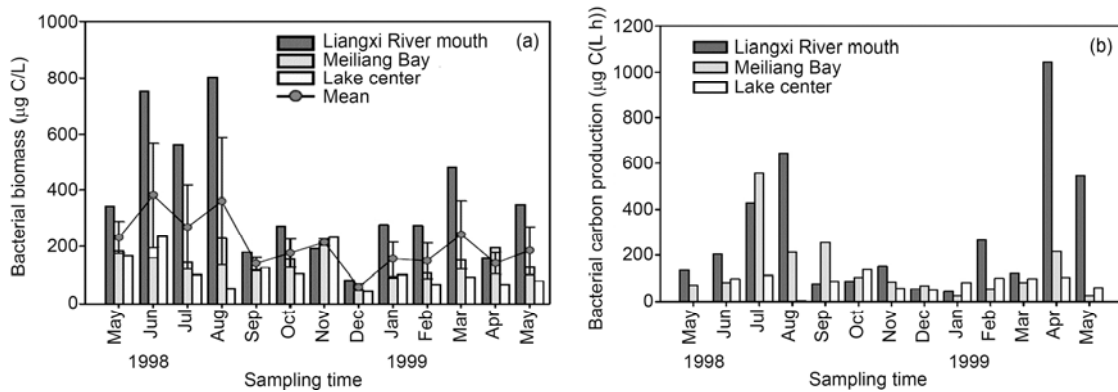 1000
800
600
400
200
0
Bacterial biomass (μg C/L)
(a)
Liangxi River mouth
Meiliang Bay
Lake center
Mean
May
Jun
Jul
Aug
Sep
Oct
Nov
Dec
Jan
Feb
Mar
Apr
May
1998
1999
Sampling time
1200
1000
600
400
200
0
Bacterial carbon production (μg C(L h)
(b)
Liangxi River mouth
Meiliang Bay
Lake center
May
Jun
Jul
Aug
Sep
Oct
Nov
Dec
Jan
Feb
Mar
Apr
May
1998
1999
Sampling time